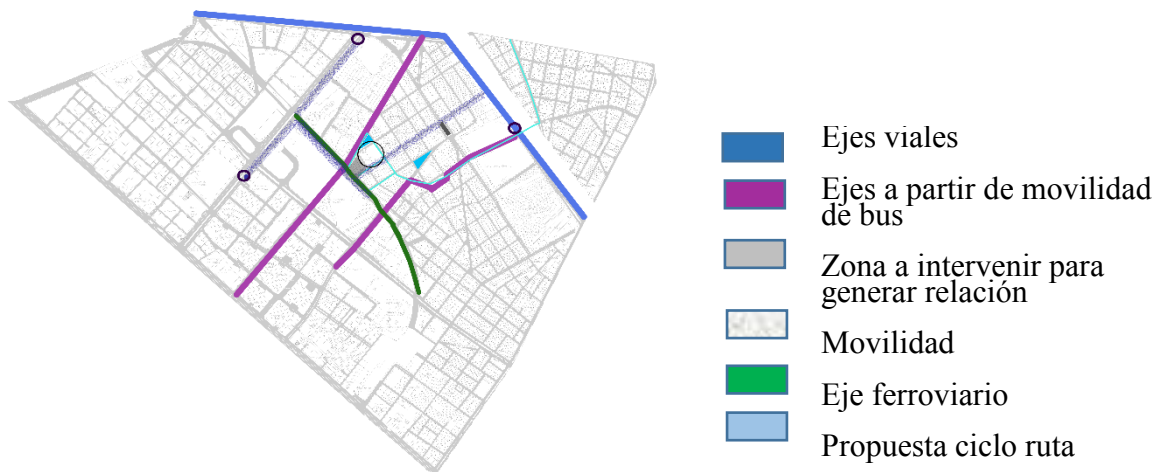 Ejes viales
Ejes a partir de movilidad
de bus
Zona a intervenir para
generar relación
Movilidad
Eje ferroviario
Propuesta ciclo ruta